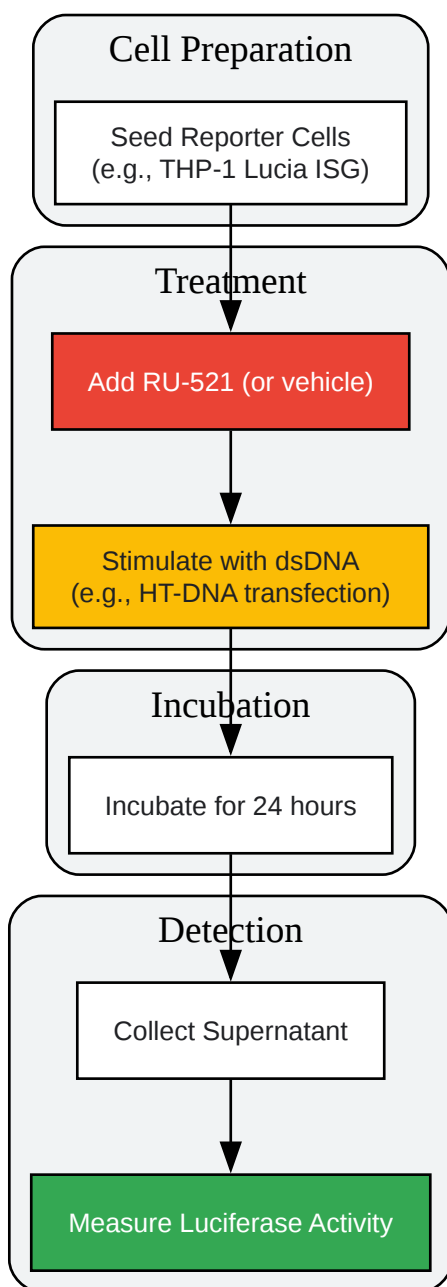 Cell Preparation
Seed Reporter Cells
(e.g., THP-1 Lucia ISG)
Treatment
Add RU-521 (or vehicle)
Stimulate with dsDNA
(e.g., HT-DNA transfection)
Incubation
Incubate for 24 hours
Detection
Collect Supernatant
Measure Luciferase Activity